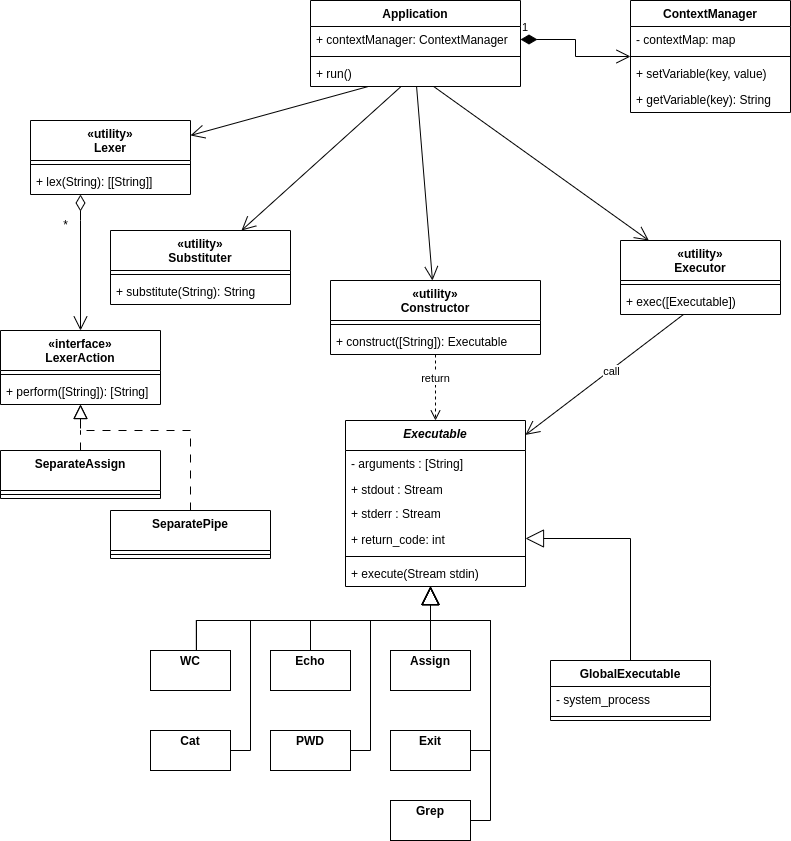 Application
+ contextManager: ContextManager
+ run()
1
ContextManager
- contextMap: map
+ setVariable(key, value)
+ getVariable(key): String
«utility»
Lexer
+ lex(String): [[String]]
*
«utility»
Substituter
+ substitute(String): String
«utility»
Constructor
+ construct([String]): Executable
«utility»
Executor
+ exec([Executable])
«interface»
LexerAction
+ perform([String]): [String]
return
call
SeparateAssign
SeparatePipe
Executable
- arguments : [String]
+ stdout : Stream
+ stderr : Stream
+ return_code: int
+ execute(Stream stdin)
WC
Echo
Assign
GlobalExecutable
- system_process
Cat
PWD
Exit
Grep